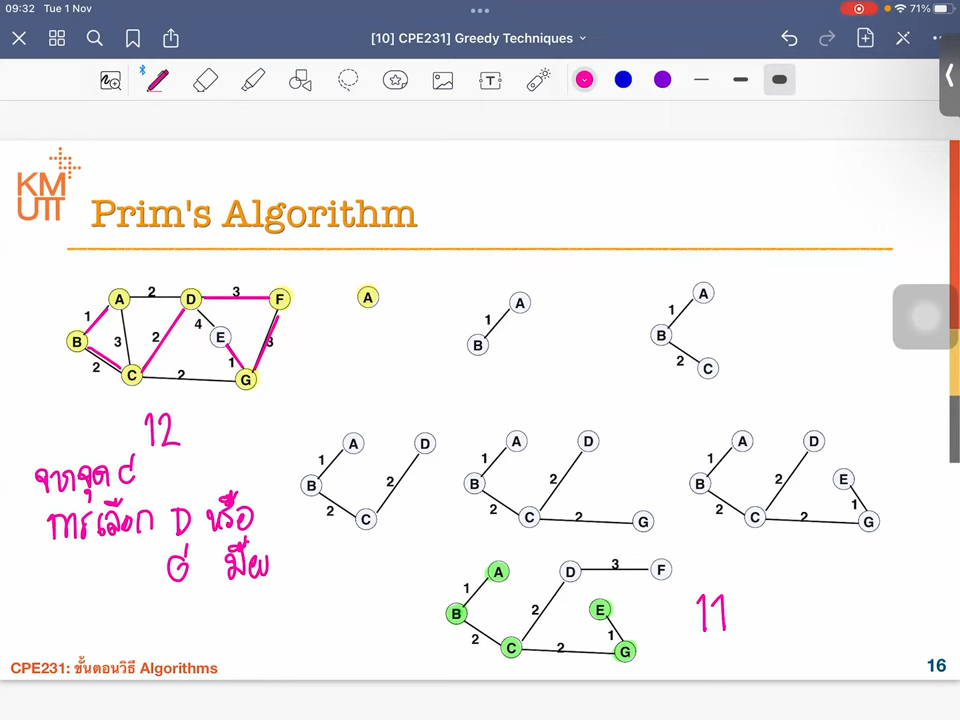 09:32 Tue 1 Nov
71%
[10] CPE231] Greedy Techniques
T
KM
UTT
Prim's Algorithm
A 2 D 3 F
1 4 E
B 3 2 3
2 1
C 2 G
A
A
1
B
A
1
B
2 C
A D
1
B 2
2 C
A D
1
B 2
2 C 2 G
A D
1 E
B 2
2 1
C 2 G
D 3 F
A
1 E
B 2
2 1
C 2 G
12
จากจุด C
การเลือก D หรือ
G
11
CPE231: ขั้นตอนวิธี Algorithms
16